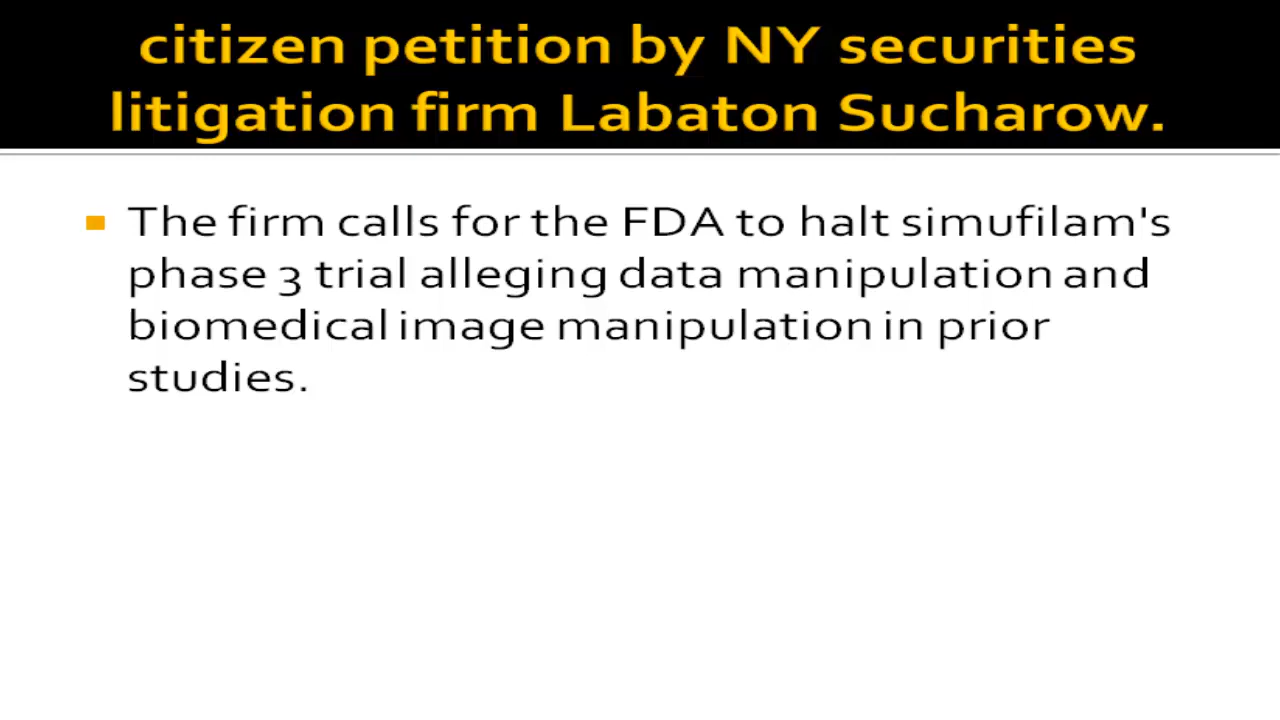 citizen petition by NY securities
litigation firm Labaton Sucharow.
The firm calls for the FDA to halt simufilam's
phase 3 trial alleging data manipulation and
biomedical image manipulation in prior
studies.